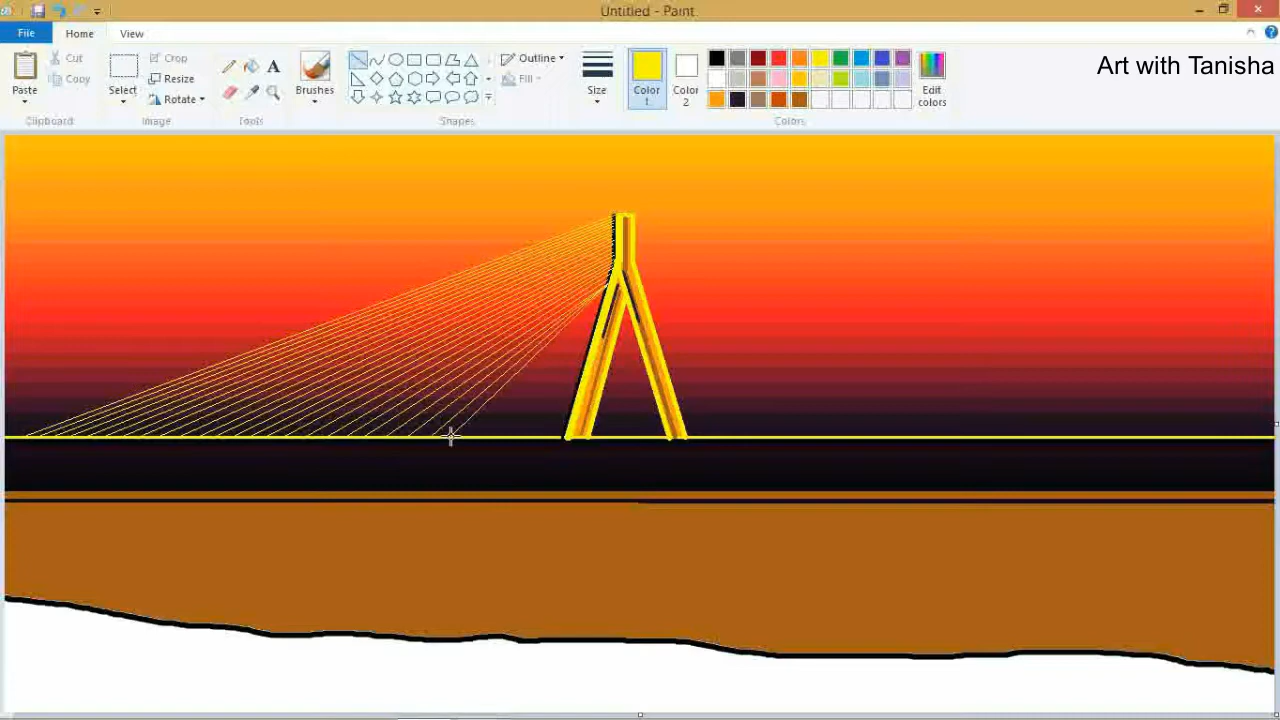 Untitled - Paint
File
Home
View
Paste
Cut
Copy
Clipboard
Select
Crop
Resize
Rotate
Image
A
Tools
Brushes
Shapes
Outline
Fill
Size
Color 1
Color 2
Edit colors
Colors
Art with Tanisha